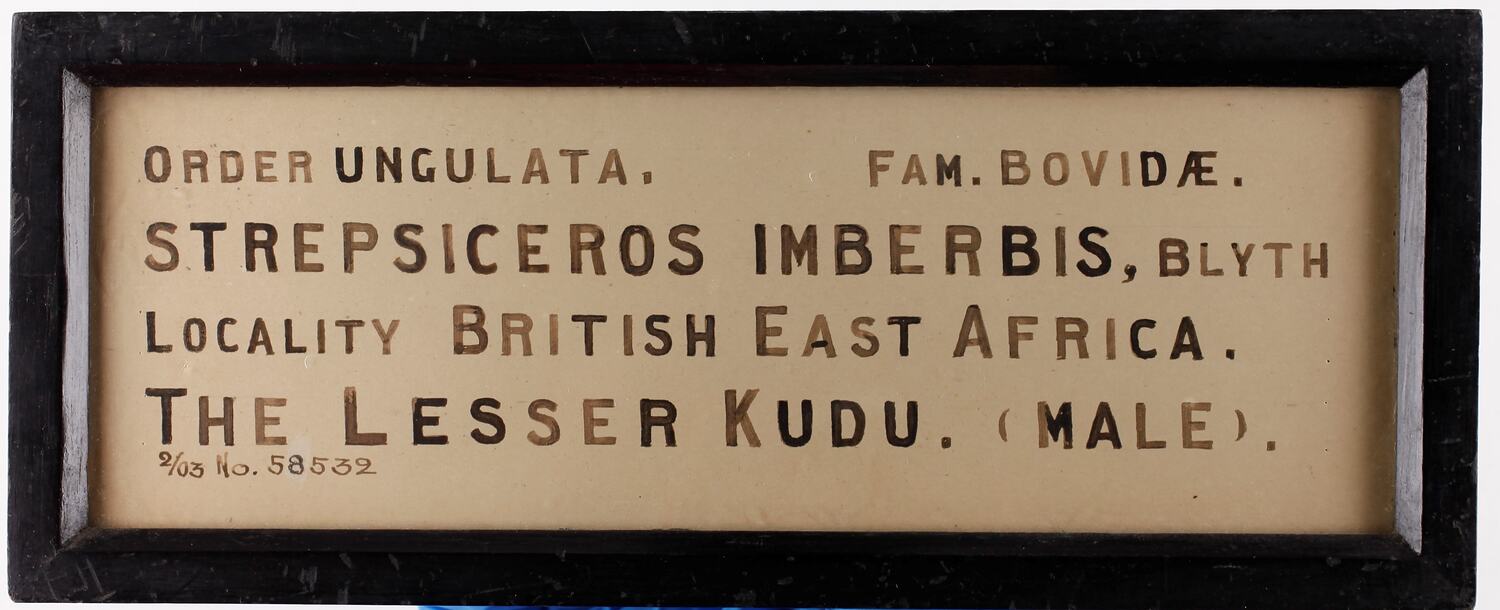 ORDER UNGULATA. FAM. BOVIDÆ.
STREPSICEROS IMBERBIS, BLYTH
LOCALITY BRITISH EAST AFRICA.
THE LESSER KUDU. (MALE).
2/03 No. 58532